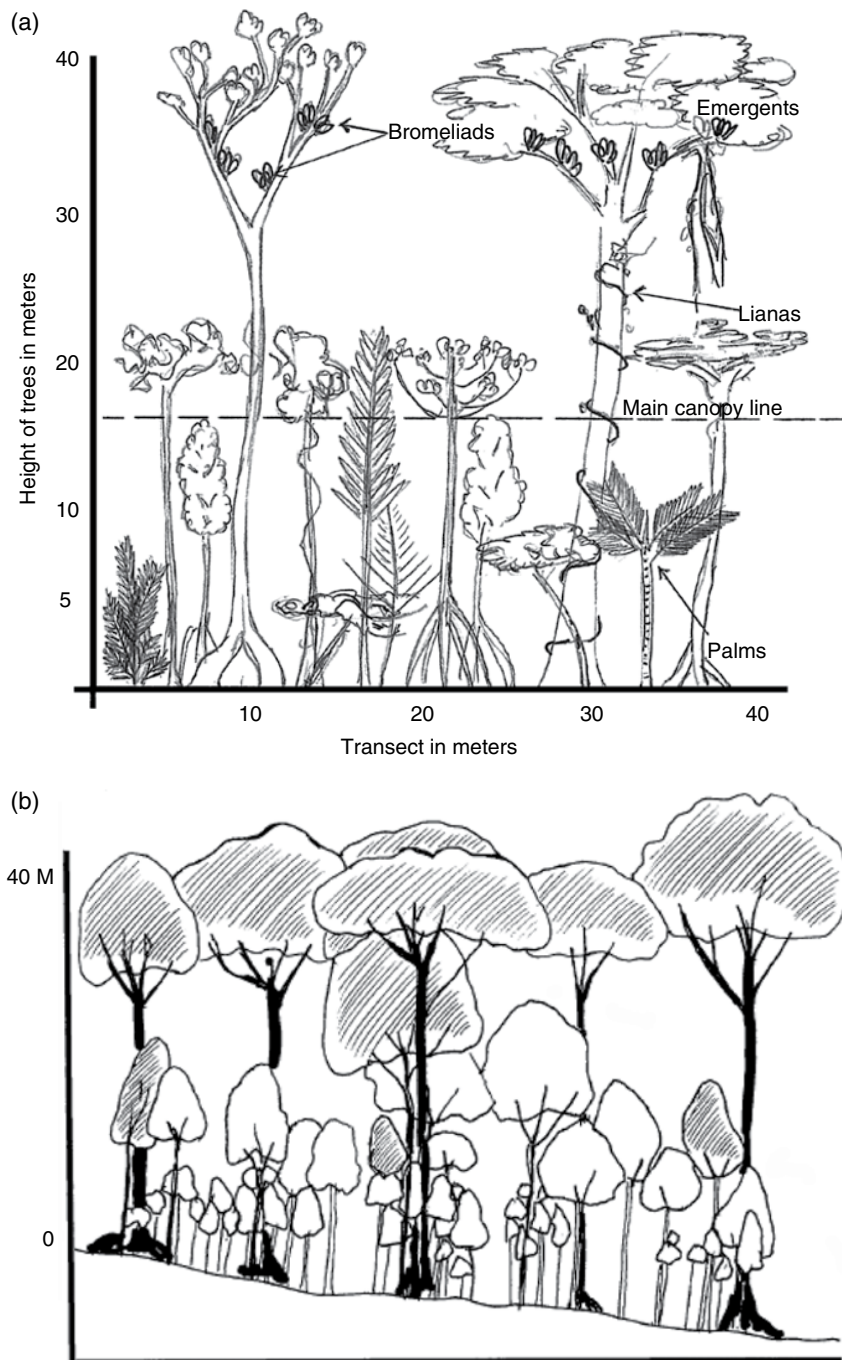 (a)
40
Bromeliads
Emergents
30
Lianas
20
Main canopy line
10
5
Palms
Height of trees in meters
10 20 30 40
Transect in meters
(b)
40 M
0